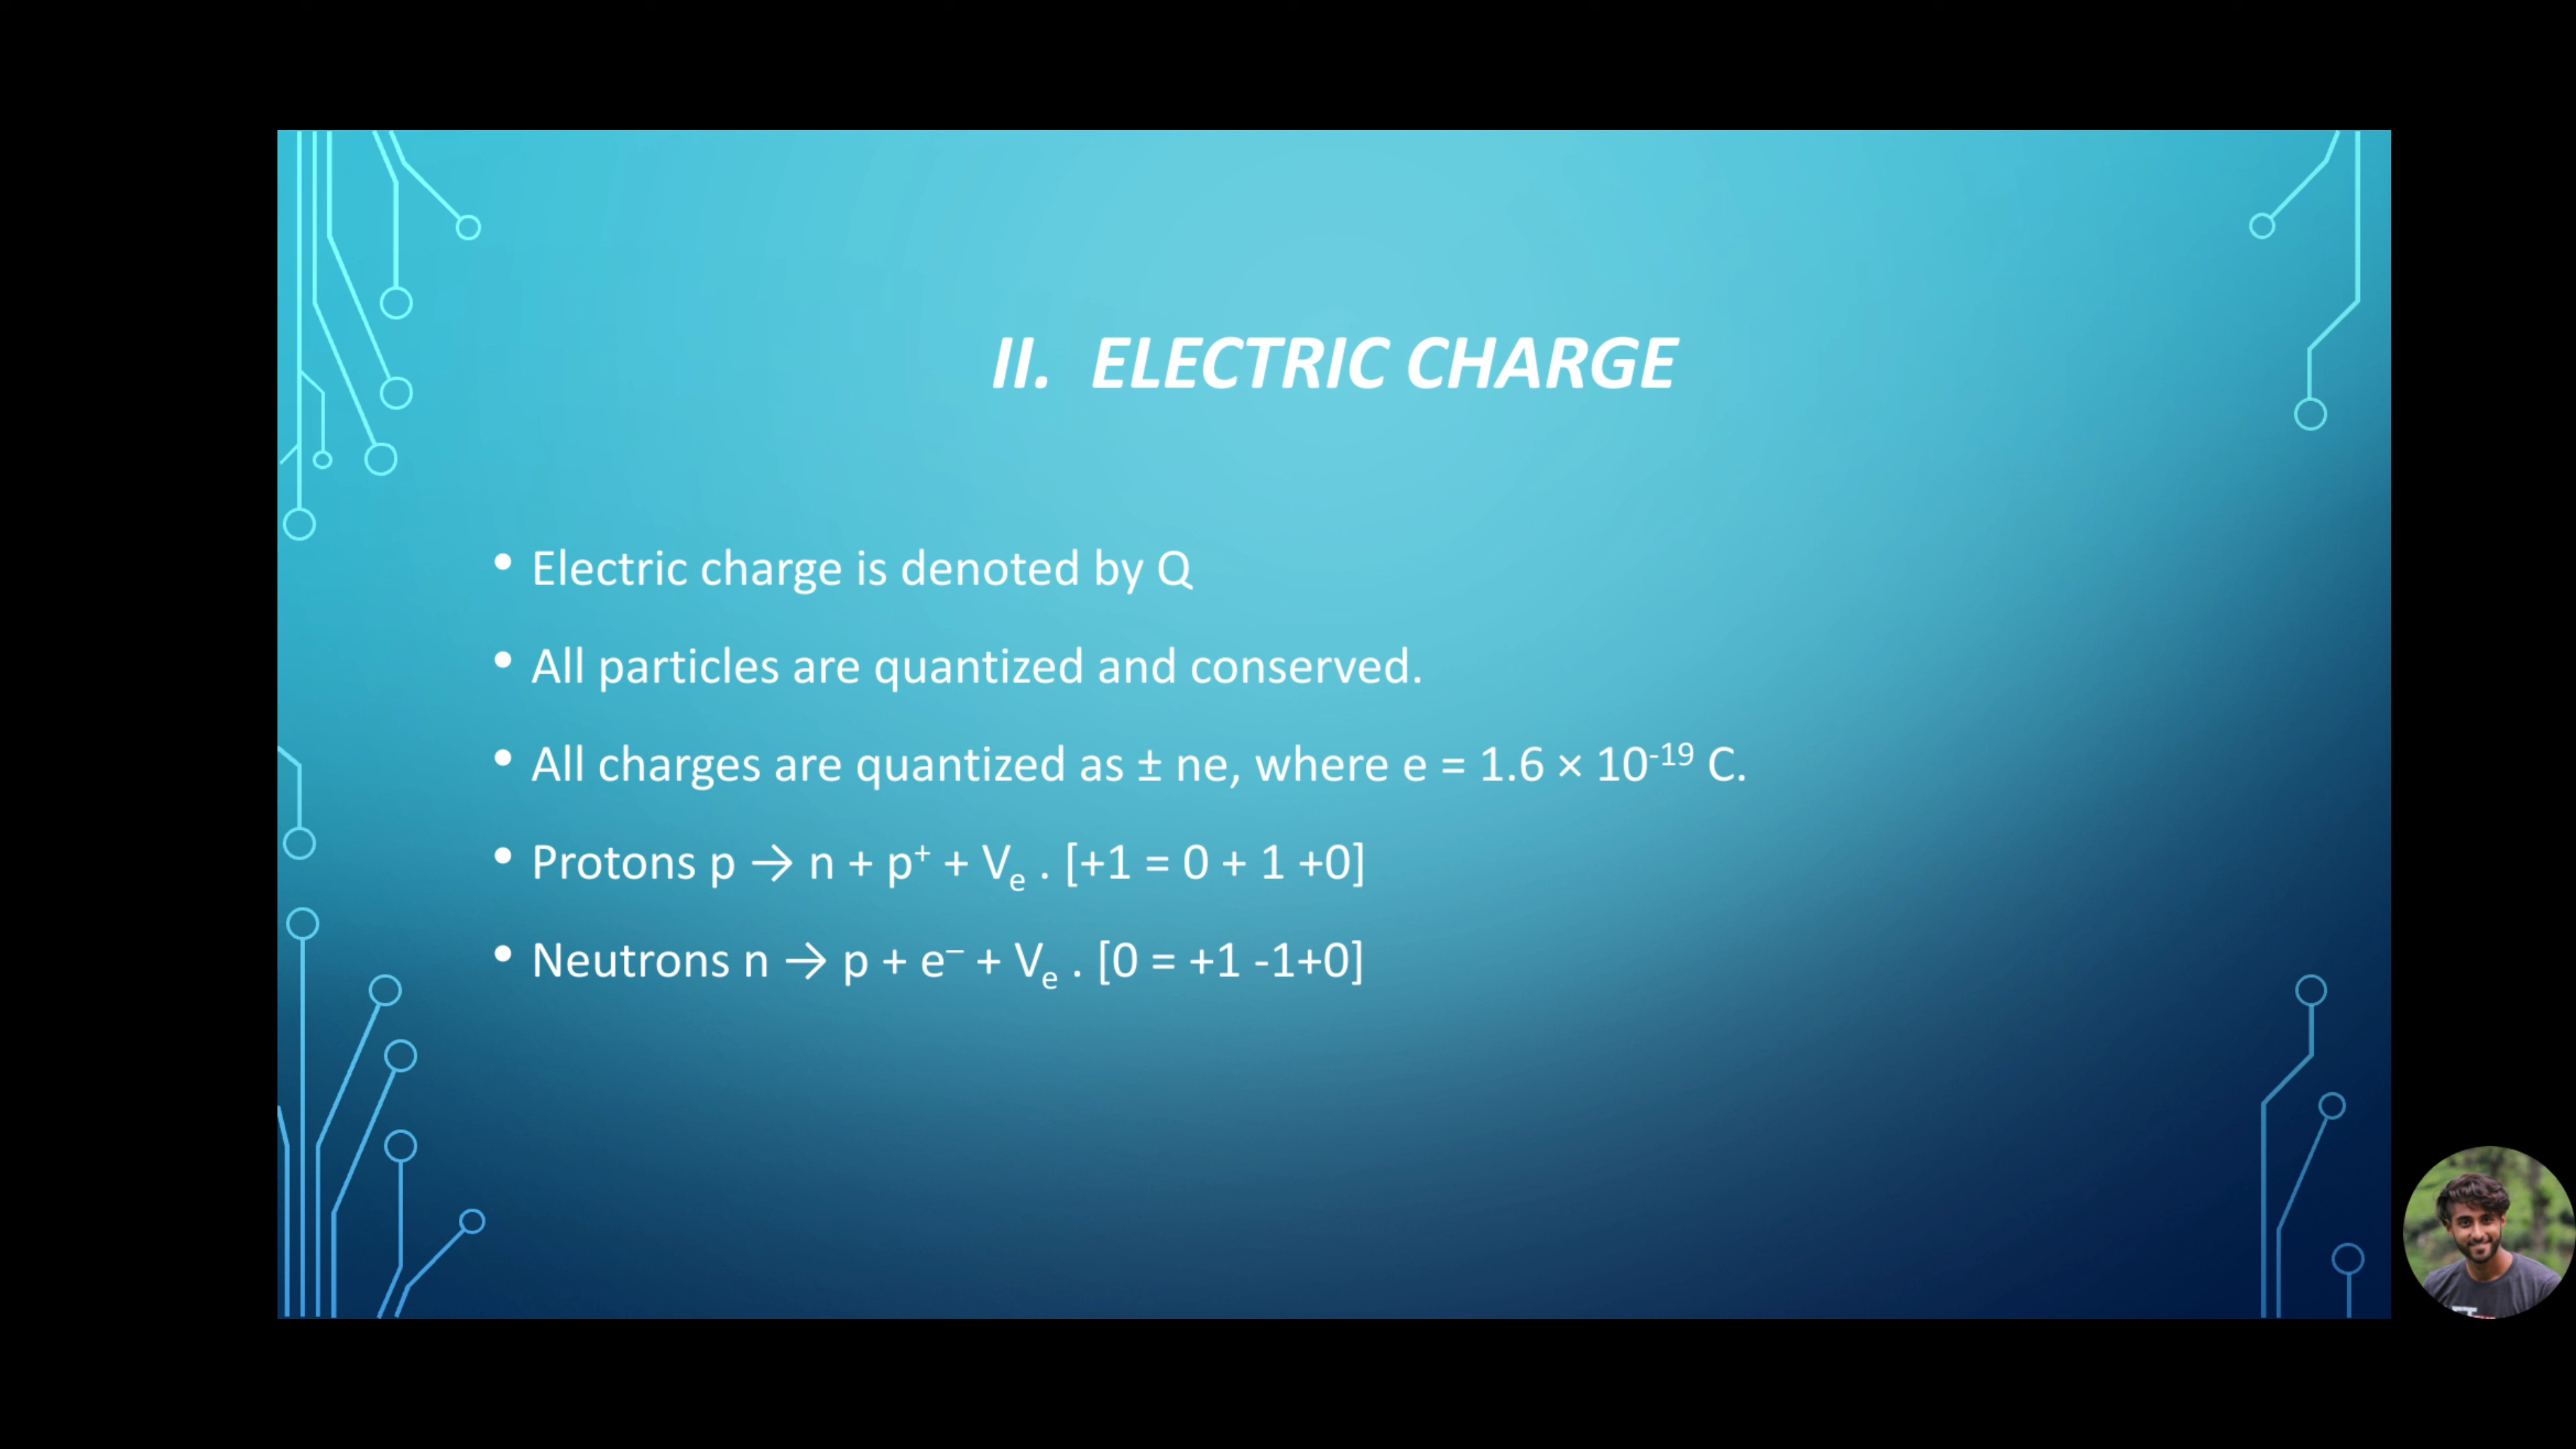 II. ELECTRIC CHARGE
• Electric charge is denoted by Q
• All particles are quantized and conserved.
• All charges are quantized as ± ne, where e = 1.6 × 10⁻¹⁹ C.
• Protons p → n + p⁺ + Vₑ . [+1 = 0 + 1 +0]
• Neutrons n → p + e⁻ + Vₑ . [0 = +1 -1+0]